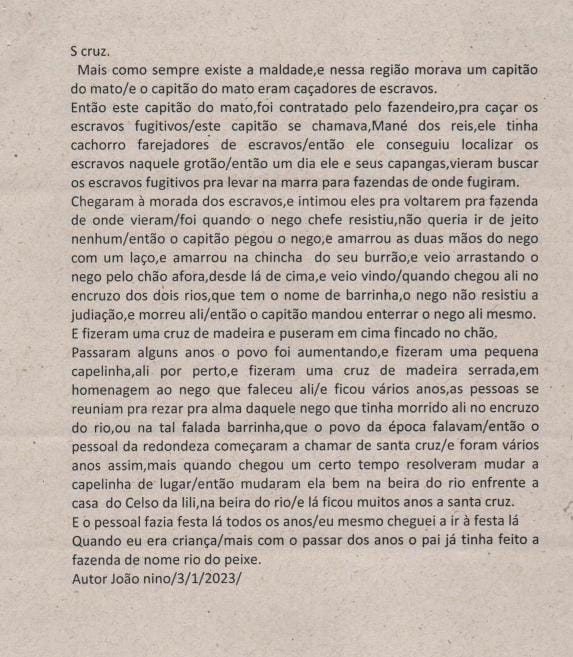 S cruz.
Mais como sempre existe a maldade,e nessa região morava um capitão
do mato/e o capitão do mato eram caçadores de escravos.
Então este capitão do mato,foi contratado pelo fazendeiro,pra caçar os
escravos fugitivos/este capitão se chamava,Mané dos reis,ele tinha
cachorro farejadores de escravos/então ele conseguiu localizar os
escravos naquele grotão/então um dia ele e seus capangas,vieram buscar
os escravos fugitivos pra levar na marra para fazendas de onde fugiram.
Chegaram à morada dos escravos,e intimou eles pra voltarem pra fazenda
de onde vieram/foi quando o nego chefe resistiu,não queria ir de jeito
nenhum/então o capitão pegou o nego,e amarrou as duas mãos do nego
com um laço,e amarrou na chincha do seu burrão,e veio arrastando o
nego pelo chão afora,desde lá de cima,e veio vindo/quando chegou ali no
encruzo dos dois rios,que tem o nome de barrinha,o nego não resistiu a
judiação,e morreu ali/então o capitão mandou enterrar o nego ali mesmo.
E fizeram uma cruz de madeira e puseram em cima fincado no chão.
Passaram alguns anos o povo foi aumentando,e fizeram uma pequena
capelinha,ali por perto,e fizeram uma cruz de madeira serrada,em
homenagem ao nego que faleceu ali/e ficou vários anos,as pessoas se
reuniam pra rezar pra alma daquele nego que tinha morrido ali no encruzo
do rio,ou na tal falada barrinha,que o povo da época falavam/então o
pessoal da redondeza começaram a chamar de santa cruz/e foram vários
anos assim,mais quando chegou um certo tempo resolveram mudar a
capelinha de lugar/então mudaram ela bem na beira do rio enfrente a
casa do Celso da lili,na beira do rio/e lá ficou muitos anos a santa cruz.
E o pessoal fazia festa lá todos os anos/eu mesmo cheguei a ir à festa lá
Quando eu era criança/mais com o passar dos anos o pai já tinha feito a
fazenda de nome rio do peixe.
Autor João nino/3/1/2023/